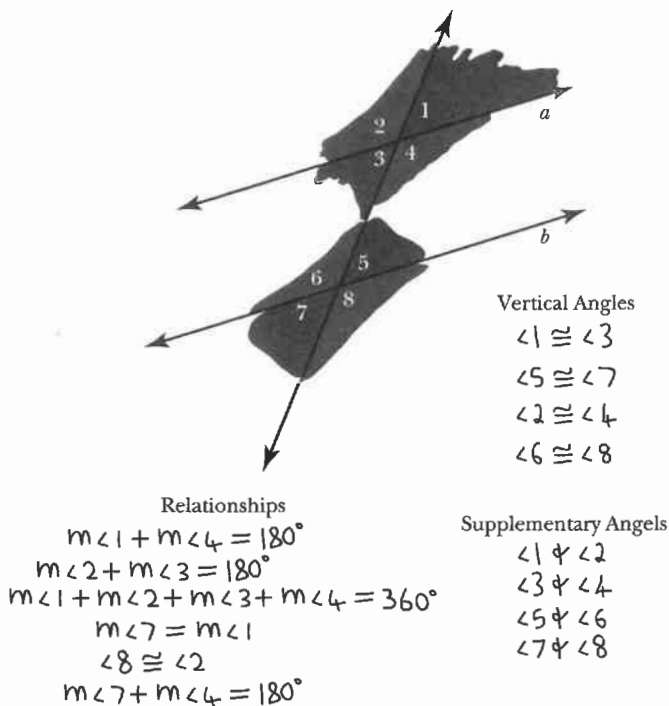 1
a
2
3 4
b
5
6
8
7
Vertical Angles
<1 ≅ <3
<5 ≅ <7
<2 ≅ <4
<6 ≅ <8
Relationships
m<1 + m<4 = 180°
m<2 + m<3 = 180°
m<1 + m<2 + m<3 + m<4 = 360°
m<7 = m<1
<8 ≅ <2
m<7 + m<4 = 180°
Supplementary Angels
<1 & <2
<3 & <4
<5 & <6
<7 & <8